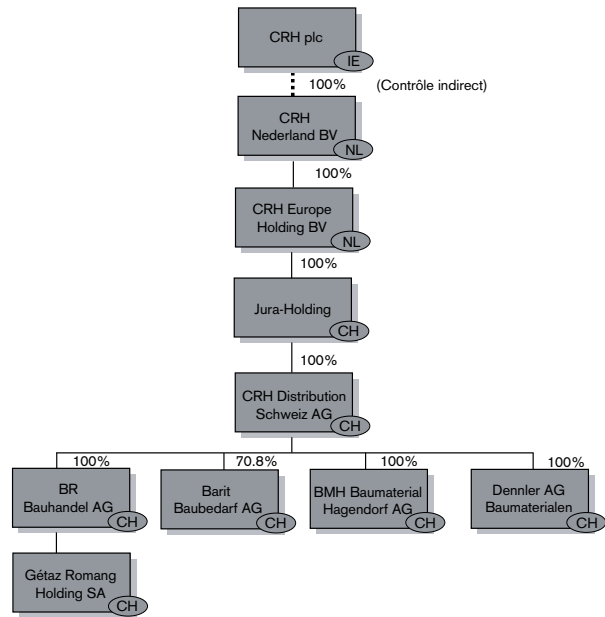 CRH plc
IE
100% (Contrôle indirect)
CRH
Nederland BV
NL
100%
CRH Europe
Holding BV
NL
100%
Jura-Holding
CH
100%
CRH Distribution
Schweiz AG
CH
100%
70.8%
100%
100%
BR
Bauhandel AG
CH
Barit
Baubedarf AG
CH
BMH Baumaterial
Hagendorf AG
CH
Dennler AG
Baumaterialen
CH
Gétaz Romang
Holding SA
CH